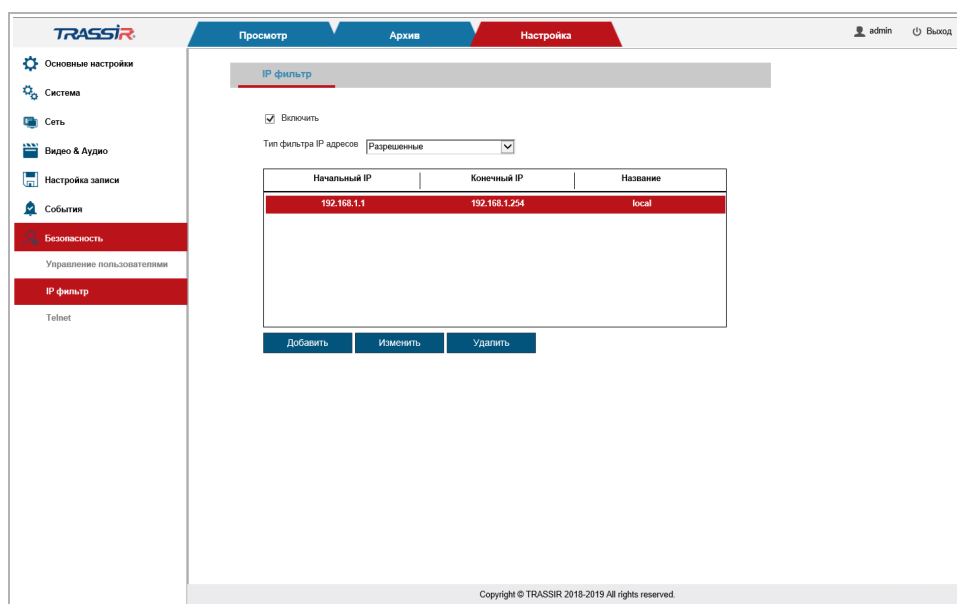 TRASSIR
Просмотр
Архив
Настройка
admin
Выход
Основные настройки
Система
Сеть
Видео & Аудио
Настройка записи
События
Безопасность
Управление пользователями
IP фильтр
Telnet
IP фильтр
Включить
Тип фильтра IP адресов Разрешенные
Начальный IP Конечный IP Название
192.168.1.1 192.168.1.254 local
Добавить Изменить Удалить
Copyright © TRASSIR 2018-2019 All rights reserved.